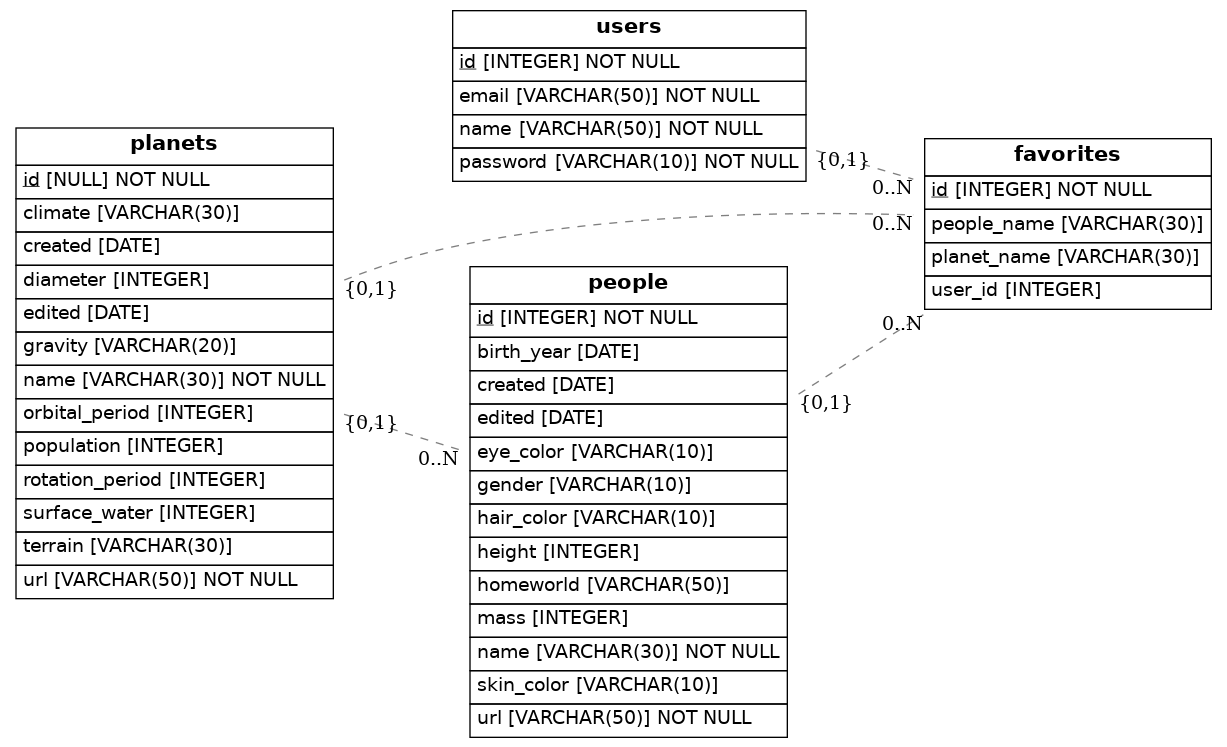 users
id [INTEGER] NOT NULL
email [VARCHAR(50)] NOT NULL
name [VARCHAR(50)] NOT NULL
password [VARCHAR(10)] NOT NULL
planets
id [NULL] NOT NULL
climate [VARCHAR(30)]
created [DATE]
diameter [INTEGER]
edited [DATE]
gravity [VARCHAR(20)]
name [VARCHAR(30)] NOT NULL
orbital_period [INTEGER]
population [INTEGER]
rotation_period [INTEGER]
surface_water [INTEGER]
terrain [VARCHAR(30)]
url [VARCHAR(50)] NOT NULL
favorites
id [INTEGER] NOT NULL
people_name [VARCHAR(30)]
planet_name [VARCHAR(30)]
user_id [INTEGER]
people
id [INTEGER] NOT NULL
birth_year [DATE]
created [DATE]
edited [DATE]
eye_color [VARCHAR(10)]
gender [VARCHAR(10)]
hair_color [VARCHAR(10)]
height [INTEGER]
homeworld [VARCHAR(50)]
mass [INTEGER]
name [VARCHAR(30)] NOT NULL
skin_color [VARCHAR(10)]
url [VARCHAR(50)] NOT NULL
{0,1}
0..N
0..N
{0,1}
0..N
{0,1}
{0,1}
0..N